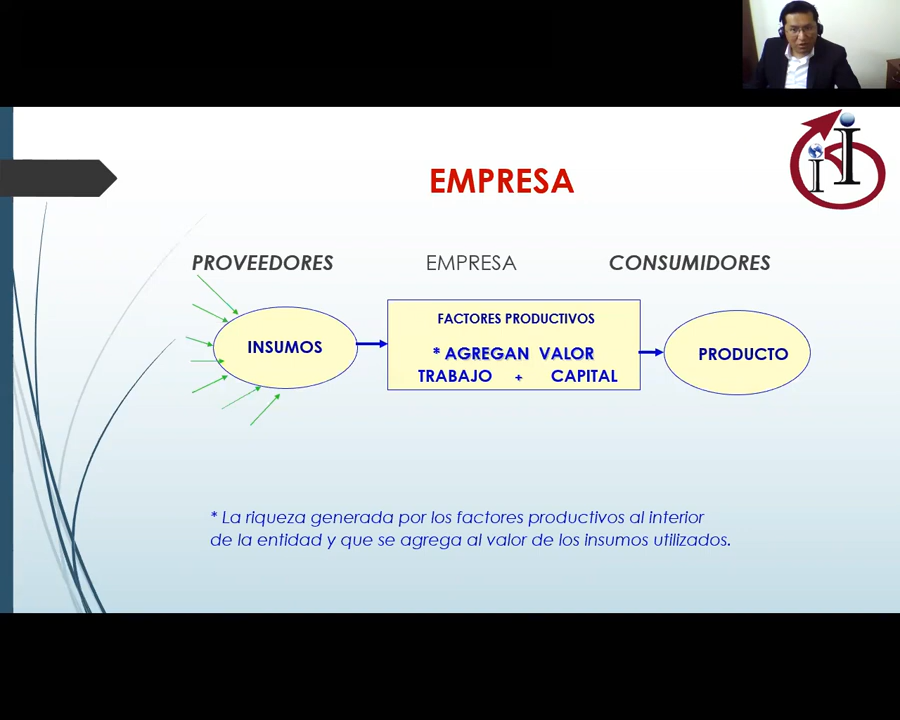 EMPRESA
PROVEEDORES EMPRESA CONSUMIDORES
INSUMOS
FACTORES PRODUCTIVOS
* AGREGAN VALOR
TRABAJO + CAPITAL
PRODUCTO
* La riqueza generada por los factores productivos al interior
de la entidad y que se agrega al valor de los insumos utilizados.